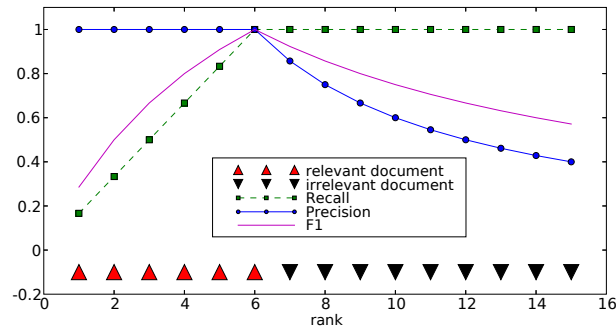 1
0.8
0.6
0.4
0.2
0
-0.2
relevant document
irrelevant document
Recall
Precision
F1
0 2 4 6 8 10 12 14 16
rank